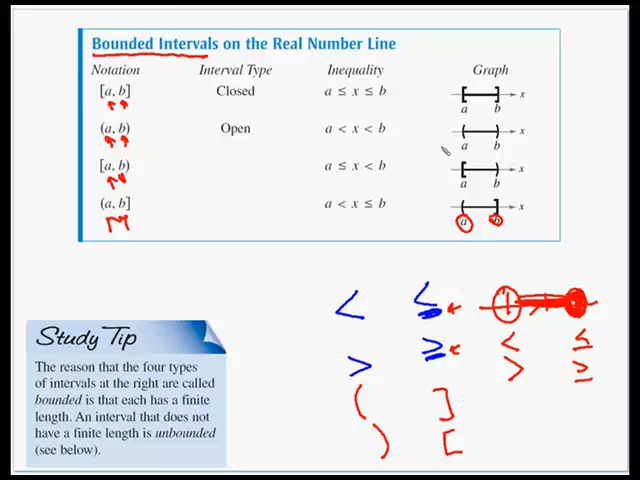 Bounded Intervals on the Real Number Line
Notation Interval Type Inequality Graph
[a, b] Closed a ≤ x ≤ b x
a b
(a, b) Open a < x < b x
a b
[a, b) a ≤ x < b x
a b
(a, b] a < x ≤ b x
a b
< ≤
> ≥
< ≤
> ≥
( ]
) [
Study Tip
The reason that the four types
of intervals at the right are called
bounded is that each has a finite
length. An interval that does not
have a finite length is unbounded
(see below).